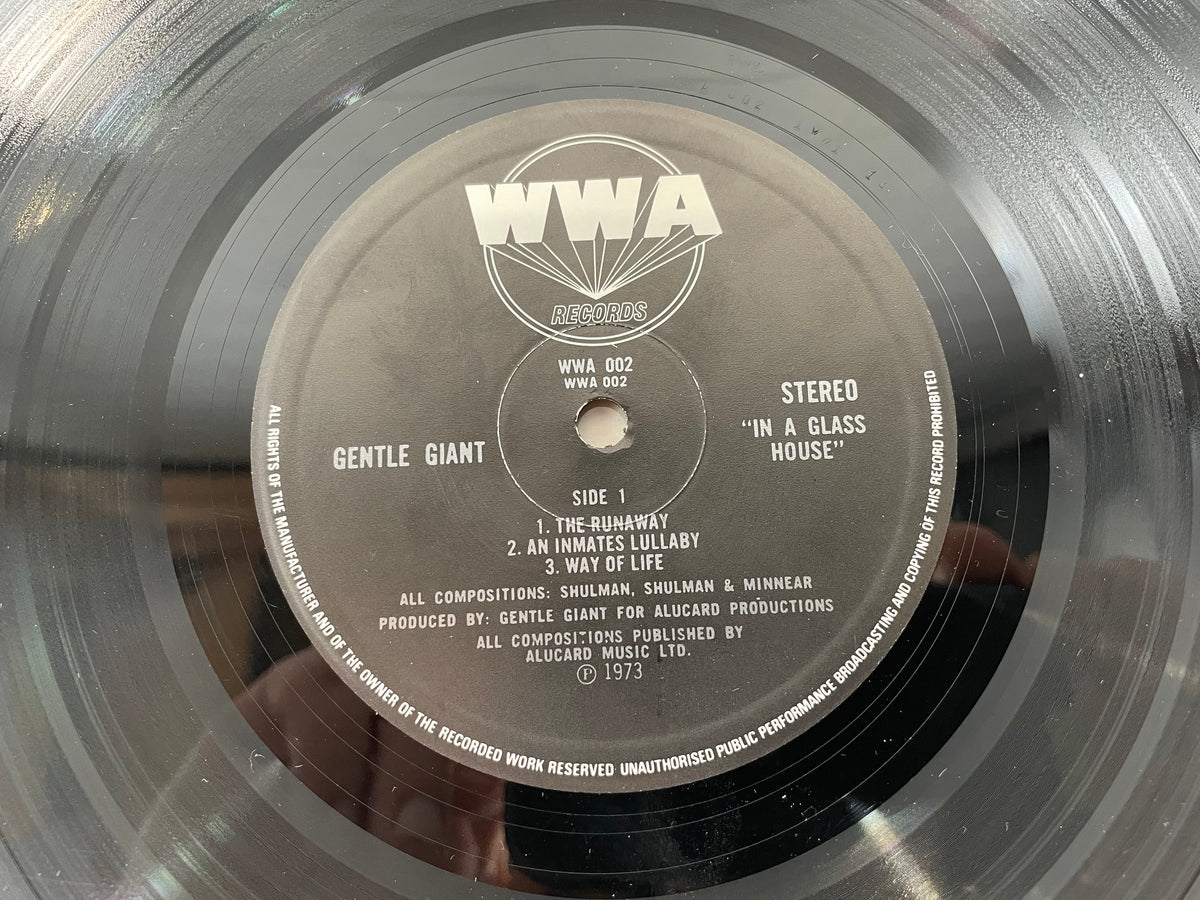 WWA
RECORDS
WWA 002
WWA 002
STEREO
"IN A GLASS
HOUSE"
GENTLE GIANT
SIDE 1
1. THE RUNAWAY
2. AN INMATES LULLABY
3. WAY OF LIFE
ALL COMPOSITIONS: SHULMAN, SHULMAN & MINNEAR
PRODUCED BY: GENTLE GIANT FOR ALUCARD PRODUCTIONS
ALL COMPOSITIONS PUBLISHED BY
ALUCARD MUSIC LTD.
Ⓟ 1973
ALL RIGHTS OF THE MANUFACTURER AND OF THE OWNER OF THE RECORDED WORK RESERVED UNAUTHORISED PUBLIC PERFORMANCE BROADCASTING AND COPYING OF THIS RECORD PROHIBITED